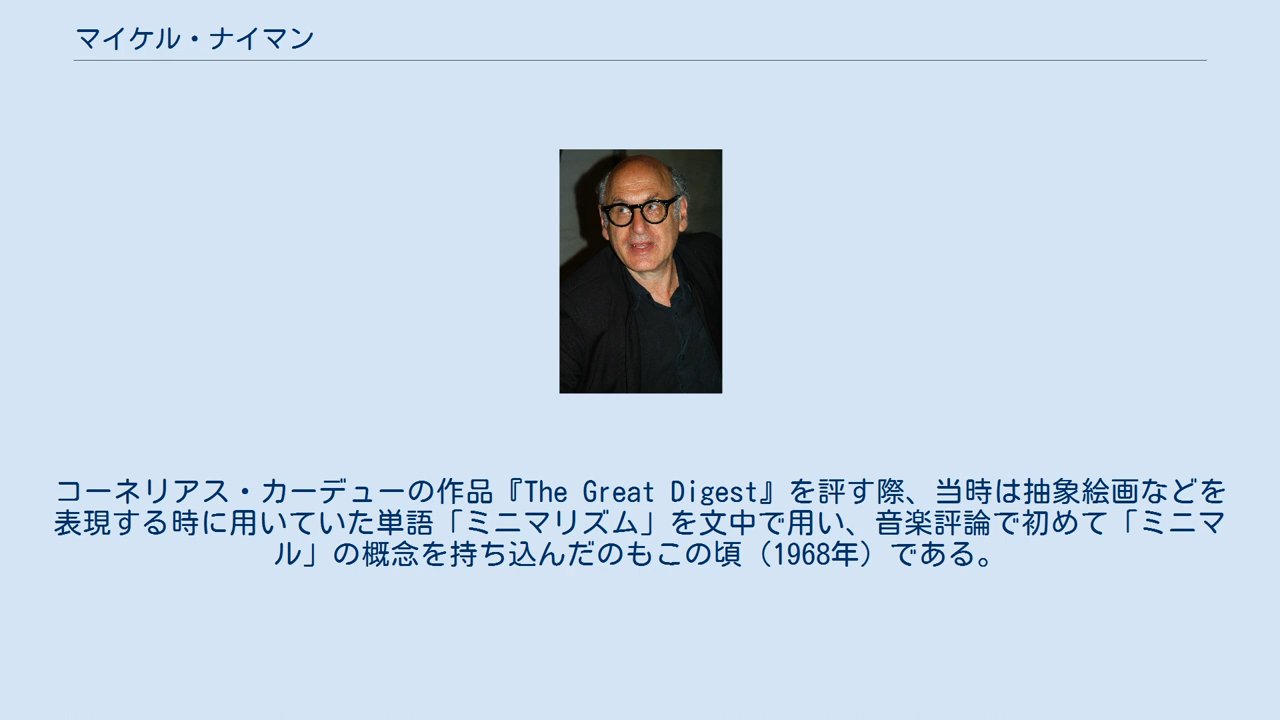 マイケル・ナイマン
コーネリアス・カーデューの作品『The Great Digest』を評す際、当時は抽象絵画などを
表現する時に用いていた単語「ミニマリズム」を文中で用い、音楽評論で初めて「ミニマ
ル」の概念を持ち込んだのもこの頃（1968年）である。